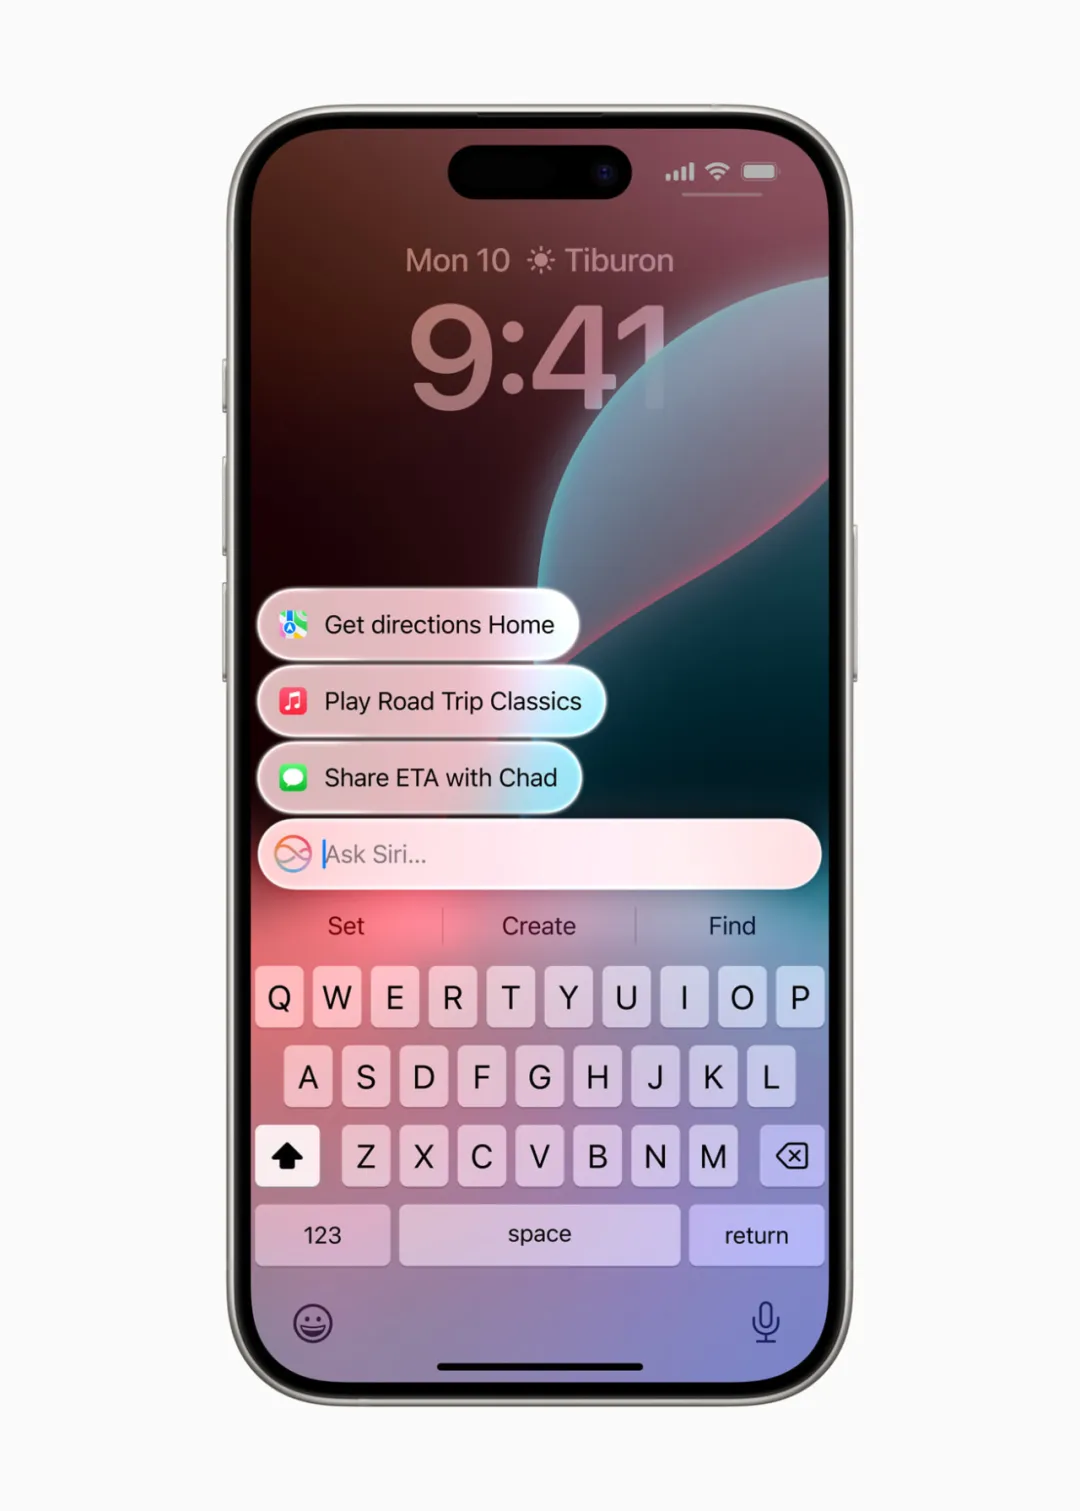 Mon 10 Tiburon
9:41
Get directions Home
Play Road Trip Classics
Share ETA with Chad
Ask Siri...
Set Create Find
Q W E R T Y U I O P
A S D F G H J K L
Z X C V B N M
123 space return